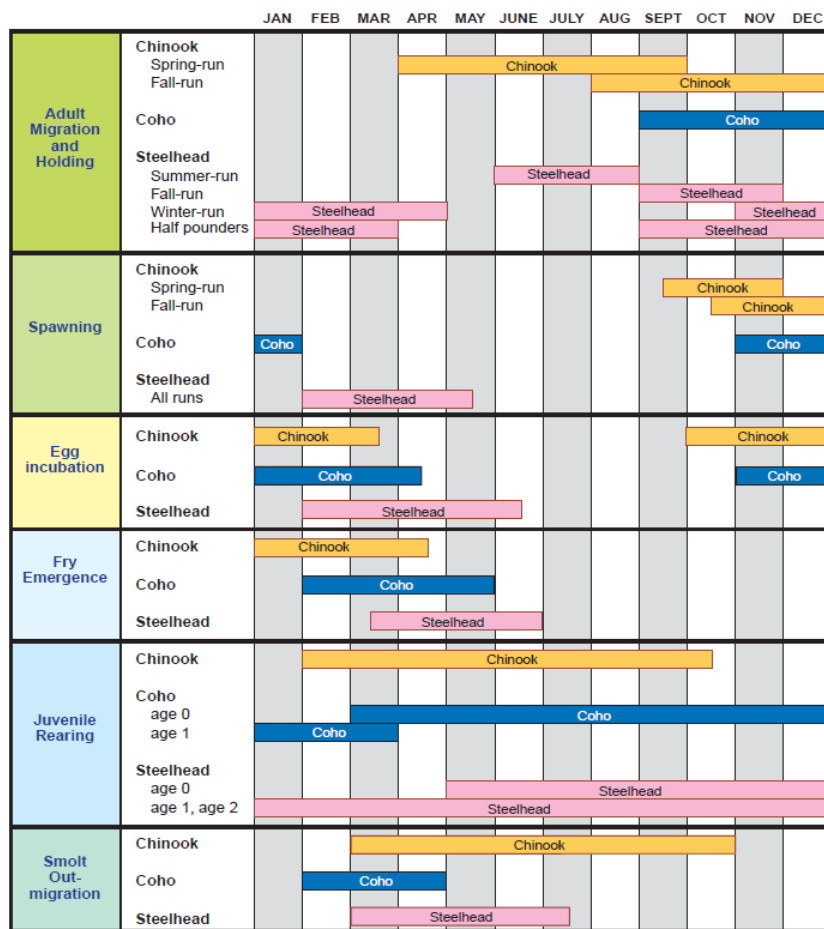 JAN FEB MAR APR MAY JUNE JULY AUG SEPT OCT NOV DEC
Adult
Migration
and
Holding
Chinook
Spring-run Chinook
Fall-run Chinook
Coho Coho
Steelhead
Summer-run Steelhead
Fall-run Steelhead
Winter-run Steelhead Steelhead
Half pounders Steelhead Steelhead
Spawning
Chinook
Spring-run Chinook
Fall-run Chinook
Coho Coho Coho
Steelhead
All runs Steelhead
Egg
incubation
Chinook Chinook Chinook
Coho Coho Coho
Steelhead Steelhead
Fry
Emergence
Chinook Chinook
Coho Coho
Steelhead Steelhead
Juvenile
Rearing
Chinook Chinook
Coho
age 0 Coho
age 1 Coho
Steelhead
age 0 Steelhead
age 1, age 2 Steelhead
Smolt
Out-
migration
Chinook Chinook
Coho Coho
Steelhead Steelhead